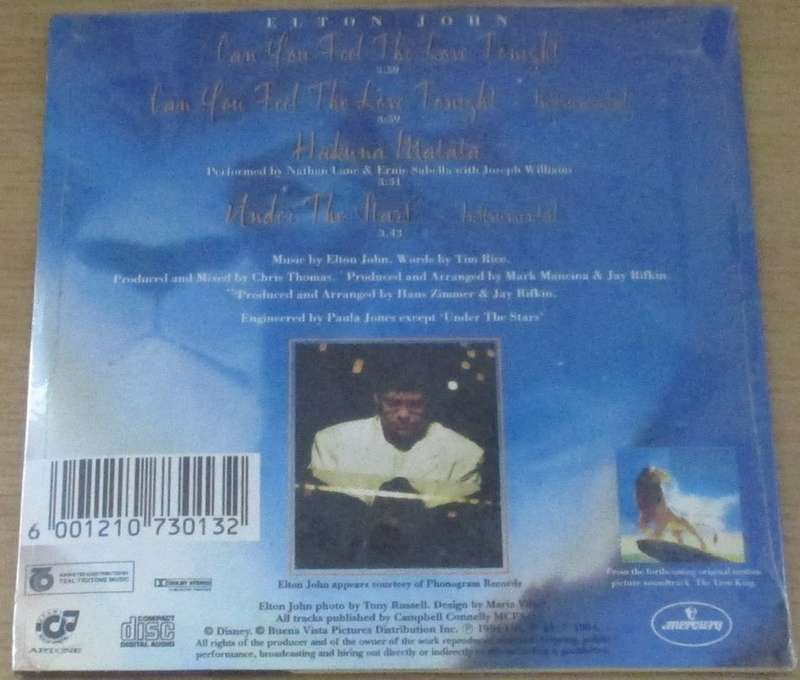 ELTON JOHN
Can You Feel The Love Tonight
3:59
Can You Feel The Love Tonight - Instrumental
3:59
Hakuna Matata
Performed by Nathan Lane & Ernie Sabella with Joseph Williams
3:31
Under The Stars - Instrumental
3.43
Music by Elton John. Words by Tim Rice.
Produced and Mixed by Chris Thomas. *Produced and Arranged by Mark Mancina & Jay Rifkin.
**Produced and Arranged by Hans Zimmer & Jay Rifkin.
Engineered by Paula Jones except 'Under The Stars'
6 001210 730132
Elton John appears courtesy of Phonogram Records
From the forthcoming original motion
picture soundtrack The Lion King.
TEAL TRUTONE MUSIC
DOLBY STEREO
Elton John photo by Tony Russell. Design by Maria
All tracks published by Campbell Connelly
© Disney. © Buena Vista Pictures Distribution Inc. ℗
All rights of the producer and of the owner of the work
performance, broadcasting and hiring out directly or indirectly
COMPACT
disc
DIGITAL AUDIO
mercury